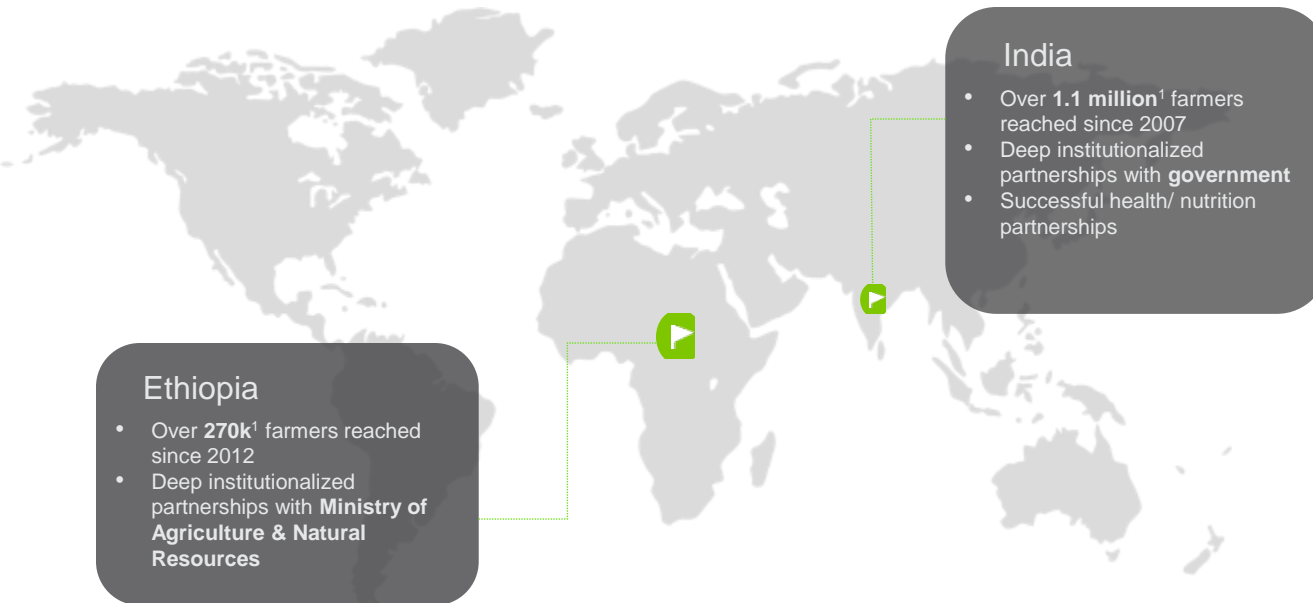 India
• Over 1.1 million¹ farmers
reached since 2007
• Deep institutionalized
partnerships with government
• Successful health/ nutrition
partnerships
Ethiopia
• Over 270k¹ farmers reached
since 2012
• Deep institutionalized
partnerships with Ministry of
Agriculture & Natural
Resources